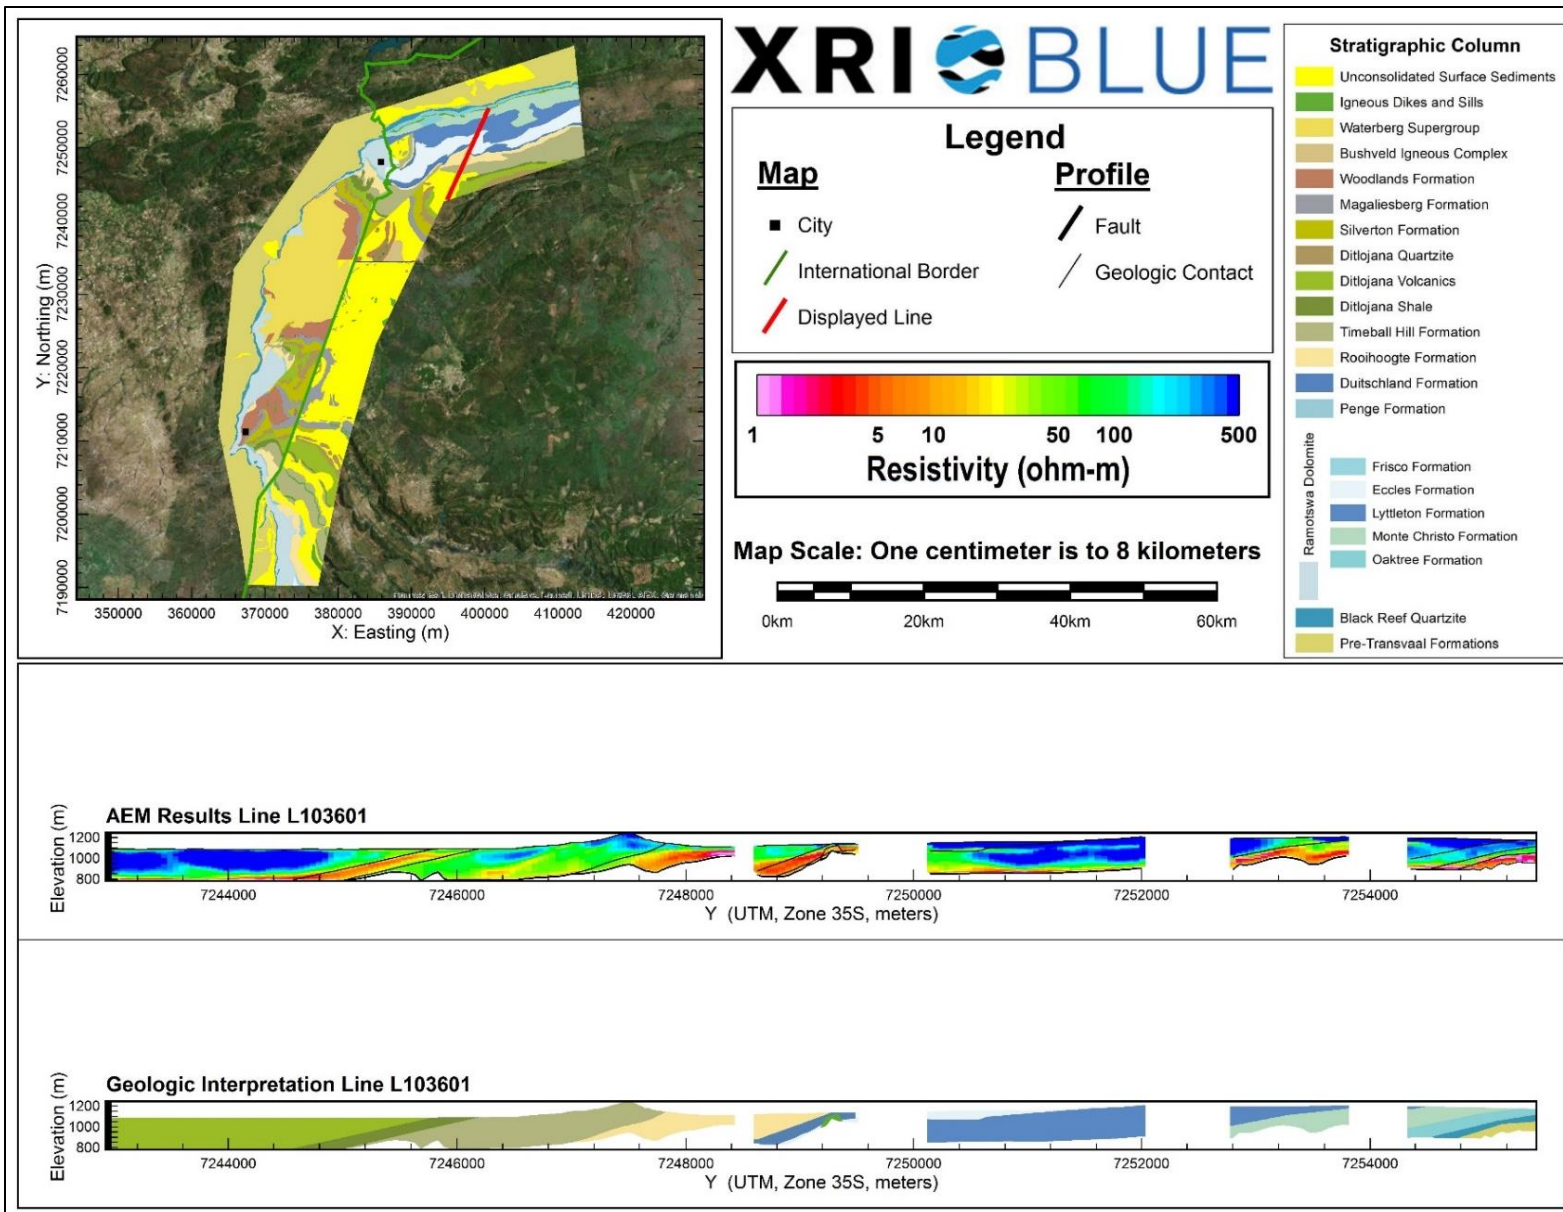 7260000
7250000
7240000
7230000
7220000
7210000
7200000
7190000
Y: Northing (m)
350000 360000 370000 380000 390000 400000 410000 420000
X: Easting (m)
XRI BLUE
Legend
Map
City
International Border
Displayed Line
Profile
Fault
Geologic Contact
1 5 10 50 100 500
Resistivity (ohm-m)
Map Scale: One centimeter is to 8 kilometers
0km 20km 40km 60km
Stratigraphic Column
Unconsolidated Surface Sediments
Igneous Dikes and Sills
Waterberg Supergroup
Bushveld Igneous Complex
Woodlands Formation
Magaliesberg Formation
Silverton Formation
Ditlojana Quartzite
Ditlojana Volcanics
Ditlojana Shale
Timeball Hill Formation
Rooihoogte Formation
Duitschland Formation
Penge Formation
Ramotswa Dolomite
Frisco Formation
Eccles Formation
Lyttleton Formation
Monte Christo Formation
Oaktree Formation
Black Reef Quartzite
Pre-Transvaal Formations
AEM Results Line L103601
Elevation (m)
1200
1000
800
7244000 7246000 7248000 7250000 7252000 7254000
Y (UTM, Zone 35S, meters)
Geologic Interpretation Line L103601
Elevation (m)
1200
1000
800
7244000 7246000 7248000 7250000 7252000 7254000
Y (UTM, Zone 35S, meters)